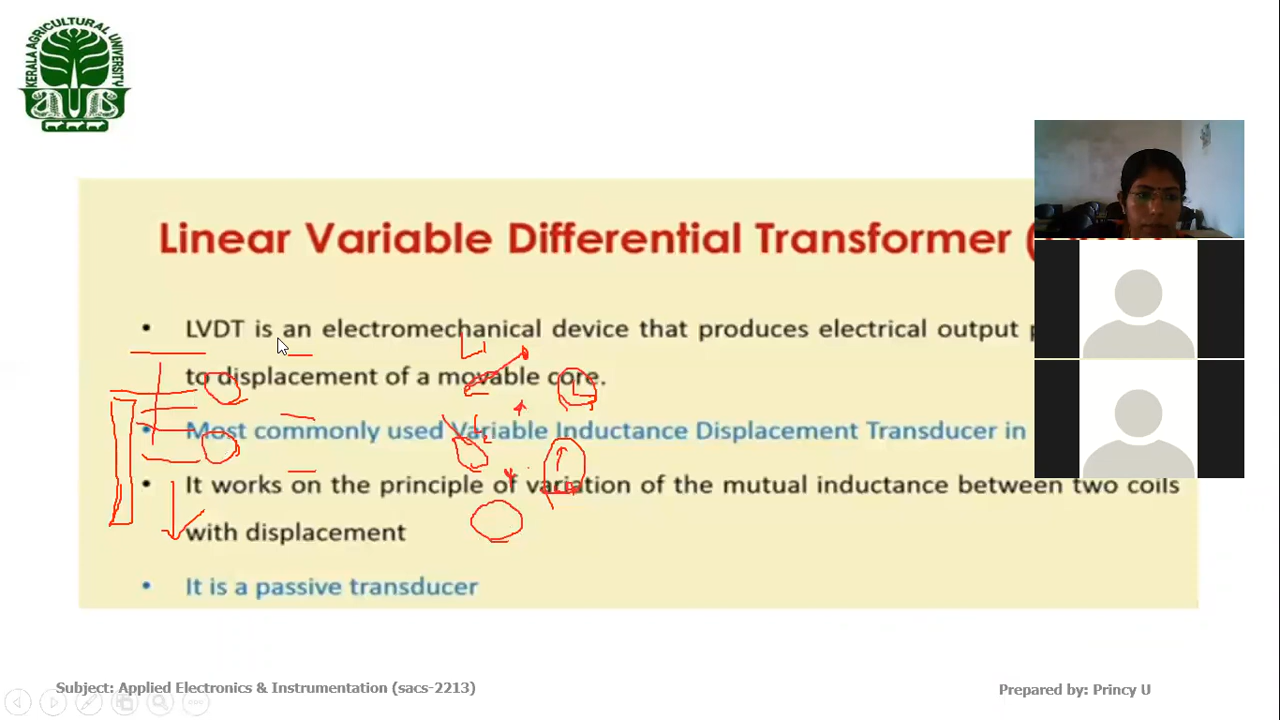 KERALA AGRICULTURAL UNIVERSITY
Linear Variable Differential Transformer (
• LVDT is an electromechanical device that produces electrical output
to displacement of a movable core.
• Most commonly used Variable Inductance Displacement Transducer in
• It works on the principle of variation of the mutual inductance between two coils
with displacement
• It is a passive transducer
Subject: Applied Electronics & Instrumentation (sacs-2213)
Prepared by: Princy U